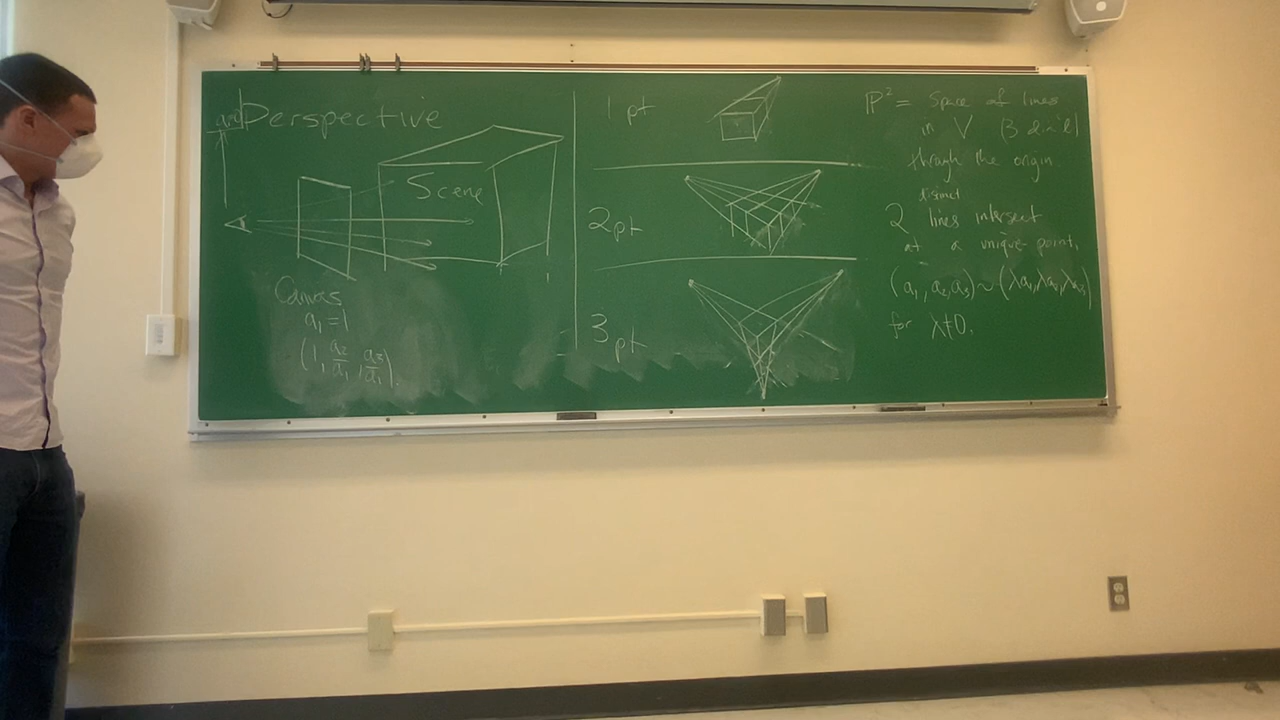 Perspective
Scene
Canvas
a₁=1
(1, a₂/a₁, a₃/a₁).
1 pt
2pt
3 pt
ℙ² = Space of lines
in V (3 dim'l)
through the origin.
distinct
2 lines intersect
at a unique point,
(a₁, a₂, a₃) ~ (λa₁, λa₂, λa₃)
for λ≠0.